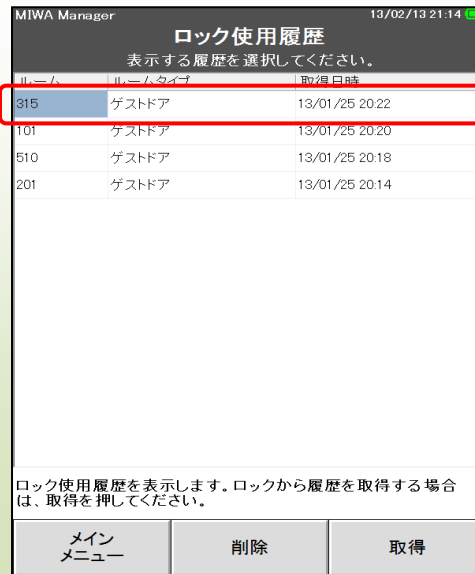 MIWA Manager 13/02/13 21:14
ロック使用履歴
表示する履歴を選択してください。
ルーム ルームタイプ 取得日時
315 ゲストドア 13/01/25 20:22
101 ゲストドア 13/01/25 20:20
510 ゲストドア 13/01/25 20:18
201 ゲストドア 13/01/25 20:14
ロック使用履歴を表示します。ロックから履歴を取得する場合
は、取得を押してください。
メイン
メニュー 削除 取得